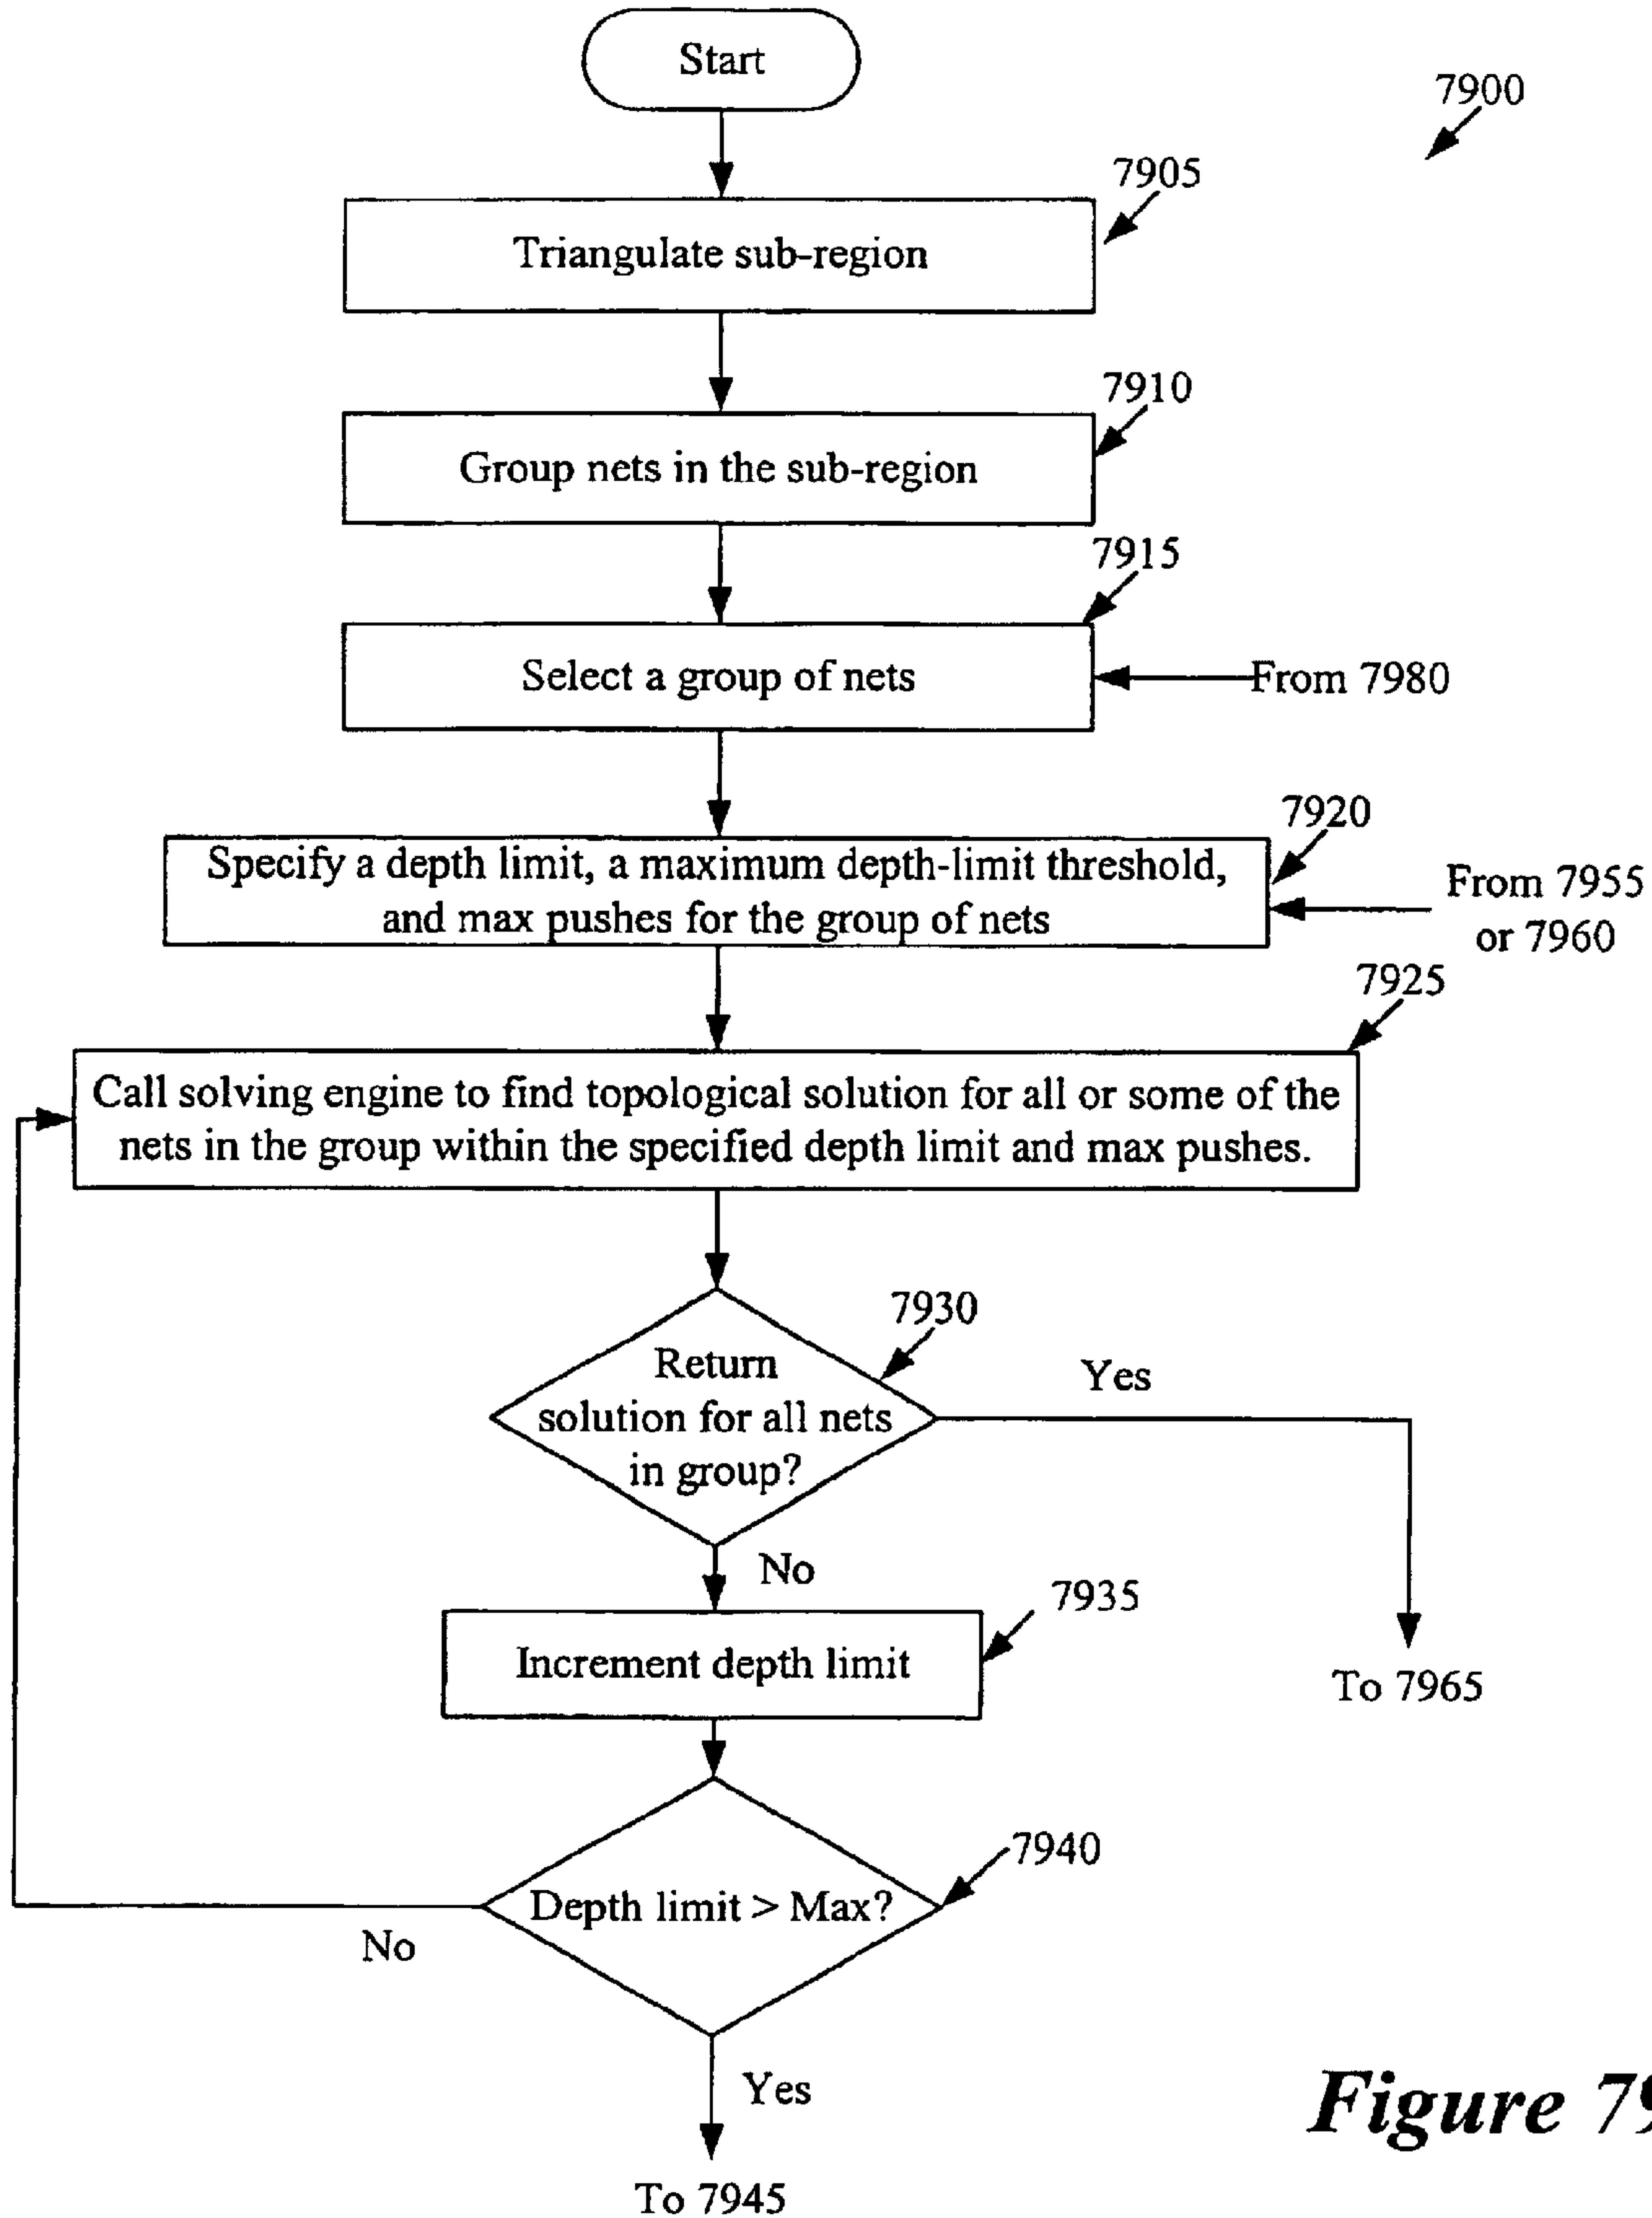 Start
7900
7905
Triangulate sub-region
7910
Group nets in the sub-region
7915
Select a group of nets
From 7980
7920
Specify a depth limit, a maximum depth-limit threshold,
and max pushes for the group of nets
From 7955
or 7960
7925
Call solving engine to find topological solution for all or some of the
nets in the group within the specified depth limit and max pushes.
7930
Return
solution for all nets
in group?
Yes
No
7935
Increment depth limit
To 7965
7940
Depth limit > Max?
No
Yes
Figure 79
To 7945